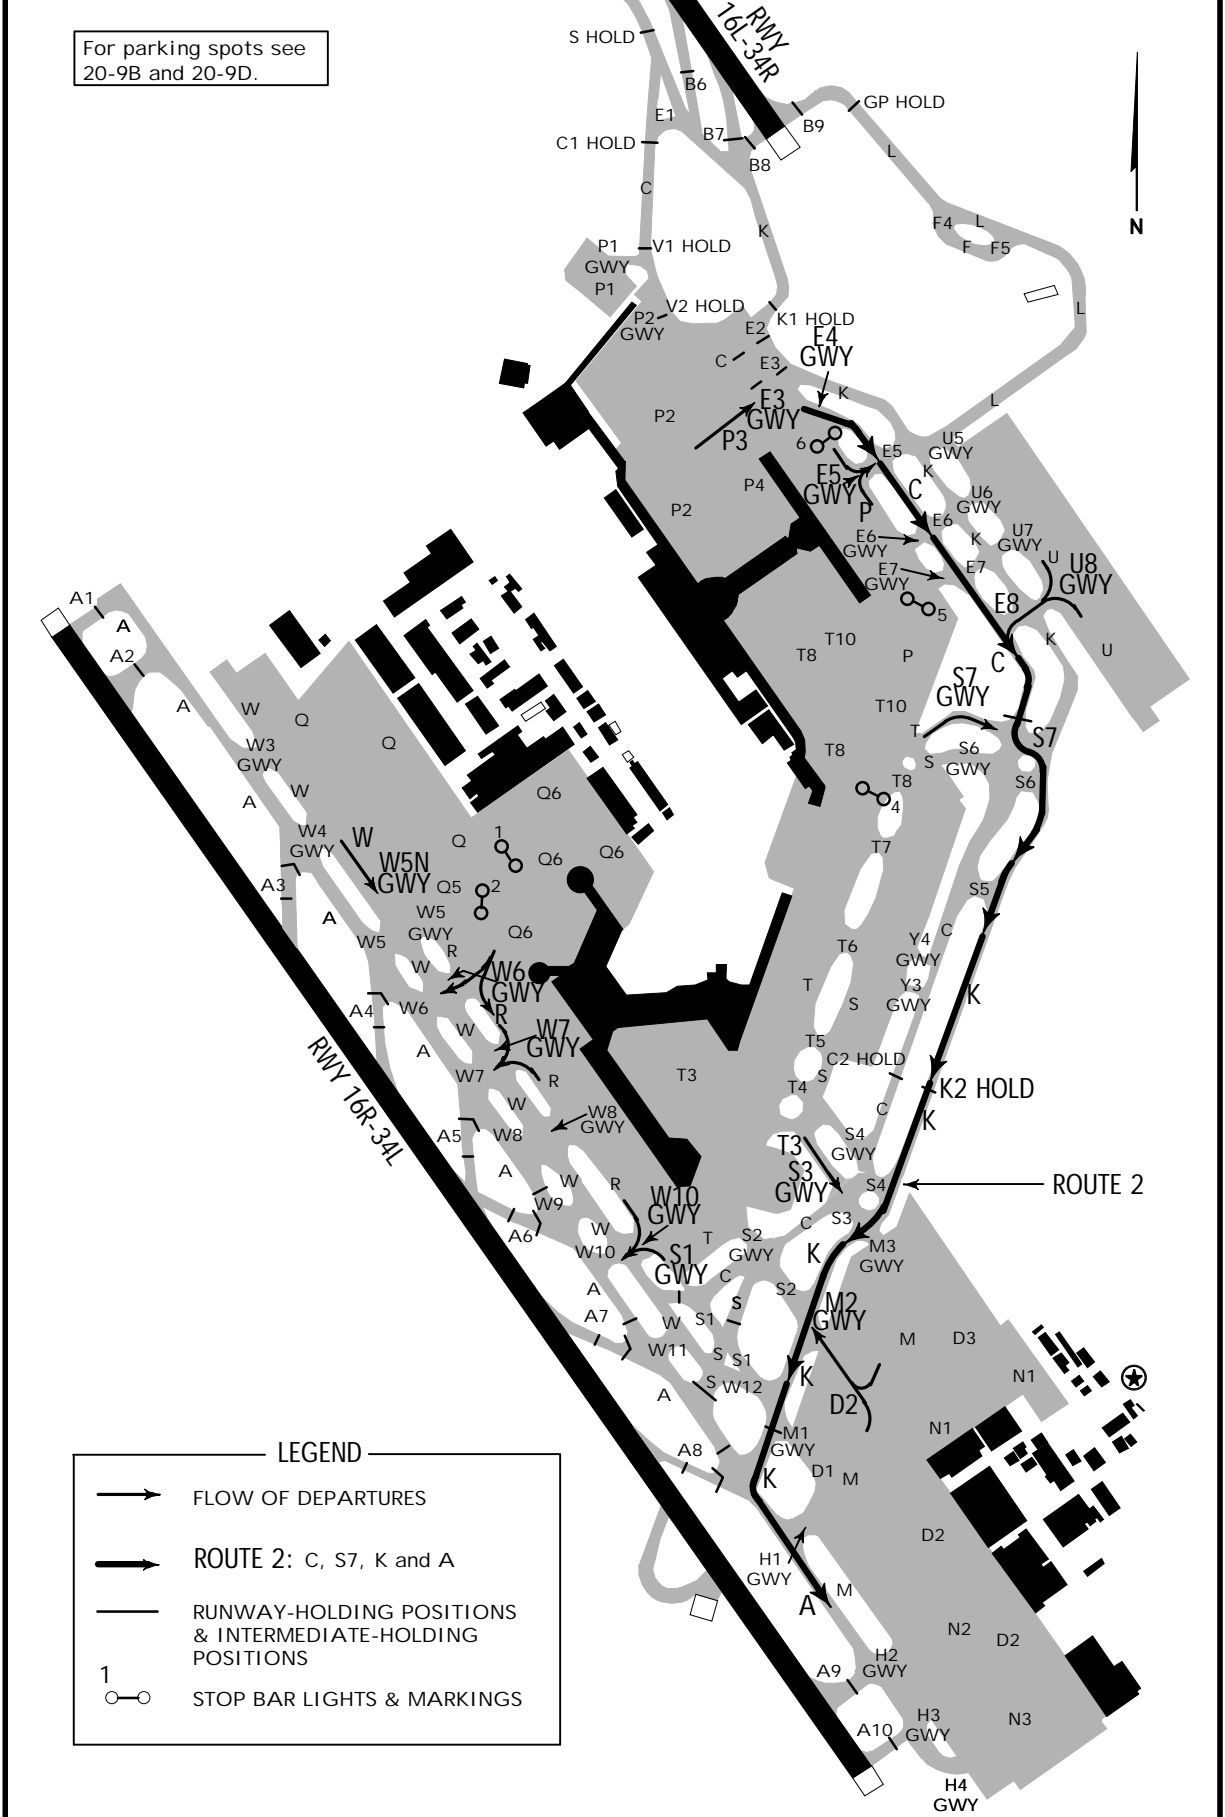 For parking spots see
20-9B and 20-9D.
RWY
16L-34R
S HOLD
B6
E1
B7
C1 HOLD
B8
B9
GP HOLD
L
C
K
F4
L
F
F5
N
P1
GWY
P1
V1 HOLD
L
V2 HOLD
P2
GWY
K1 HOLD
E2
C
E3
E4
GWY
K
E3
GWY
L
P2
P3
6
E5
U5
GWY
K
P4
E5
GWY
C
P2
P
E6
U6
GWY
E6
GWY
K
U7
GWY
E7
GWY
E7
U
U8
GWY
5
E8
A1
A
A2
T10
T8
P
K
U
C
S7
GWY
A
W
Q
T10
T
S7
W3
GWY
Q
T8
S
S6
GWY
A
W
Q6
T8
4
S6
W4
GWY
W
Q
1
Q6
Q6
T7
W5N
GWY
A3
Q5
2
S5
A
W5
GWY
W5
R
Q6
T6
Y4
GWY
C
W
W6
GWY
T
S
Y3
GWY
K
A4
W6
R
W
W7
GWY
T5
C2 HOLD
A
RWY 16R-34L
W7
R
T3
T4
S
K2 HOLD
W
W8
GWY
C
K
A5
W8
T3
S4
GWY
A
W
R
S3
GWY
S4
ROUTE 2
W9
W10
GWY
C
S3
A6
W
W10
T
S2
GWY
K
M3
GWY
S1
GWY
C
S2
A
S
M2
GWY
A7
W
S1
M
D3
W11
S
S1
K
N1
A
S
W12
D2
N1
A8
M1
GWY
K
D1
M
D2
H1
GWY
M
A
N2
D2
A9
H2
GWY
A10
H3
GWY
N3
H4
GWY
LEGEND
FLOW OF DEPARTURES
ROUTE 2: C, S7, K and A
RUNWAY-HOLDING POSITIONS
& INTERMEDIATE-HOLDING
POSITIONS
1
STOP BAR LIGHTS & MARKINGS